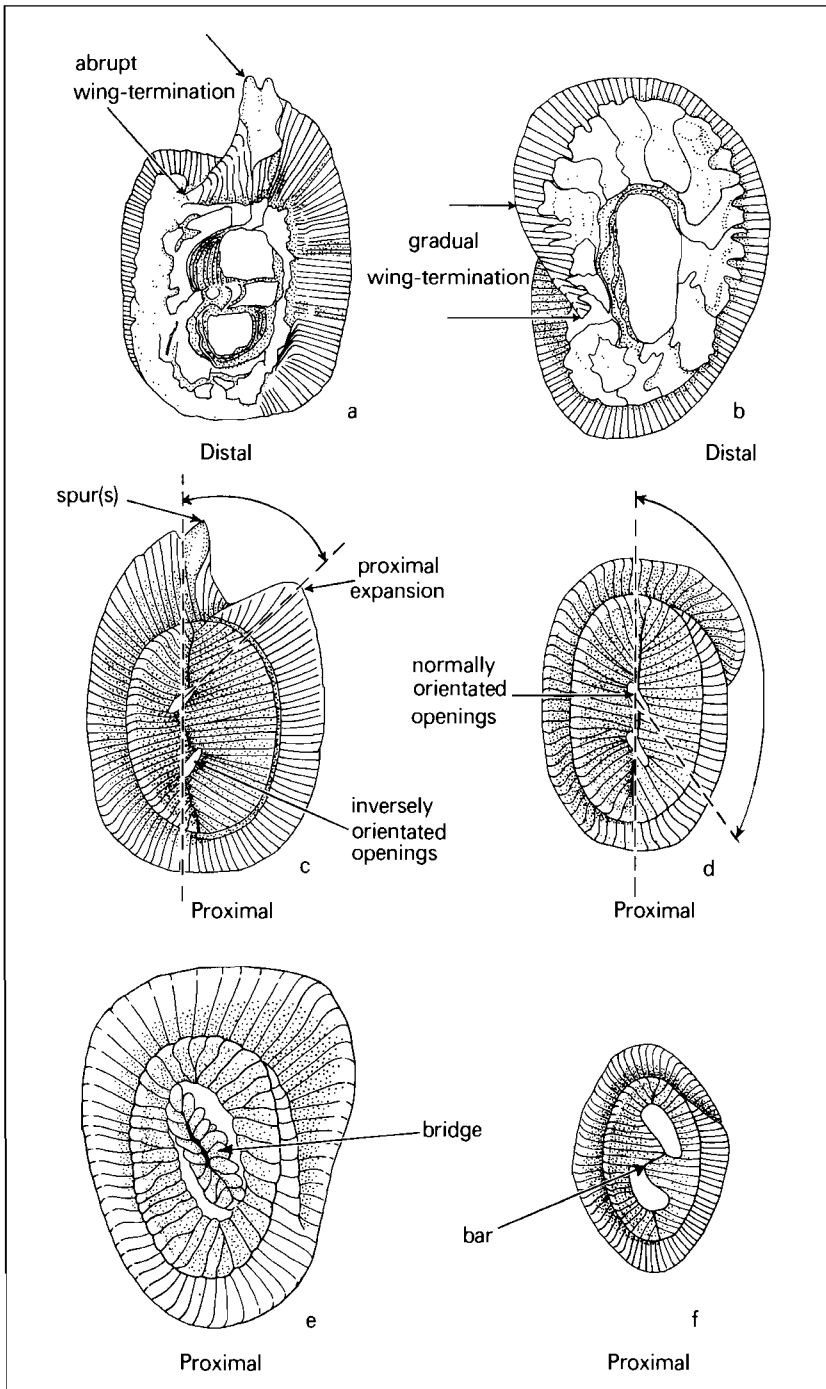 abrupt
wing-termination
gradual
wing-termination
a
b
Distal
Distal
spur(s)
proximal
expansion
normally
orientated
openings
inversely
orientated
openings
c
d
Proximal
Proximal
bridge
bar
e
f
Proximal
Proximal